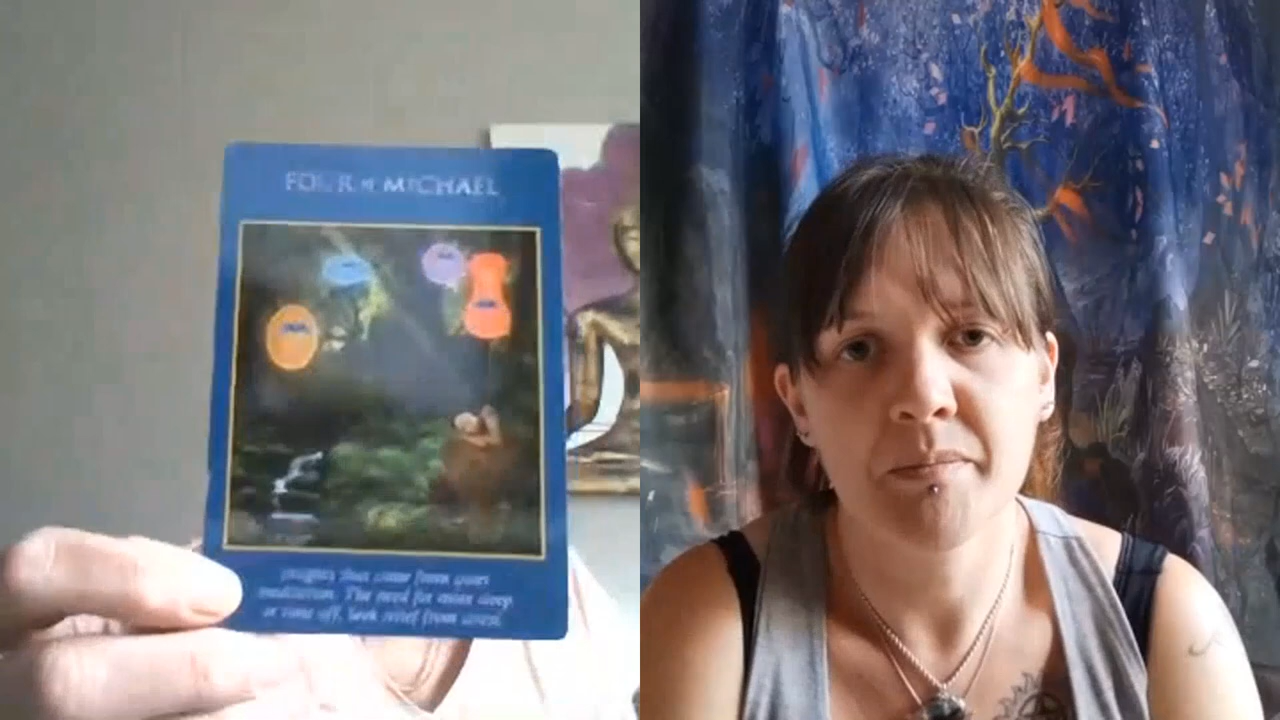 FOUR of MICHAEL
Insights that come from quiet
meditation. The need for more sleep
or time off. Seek relief from stress.